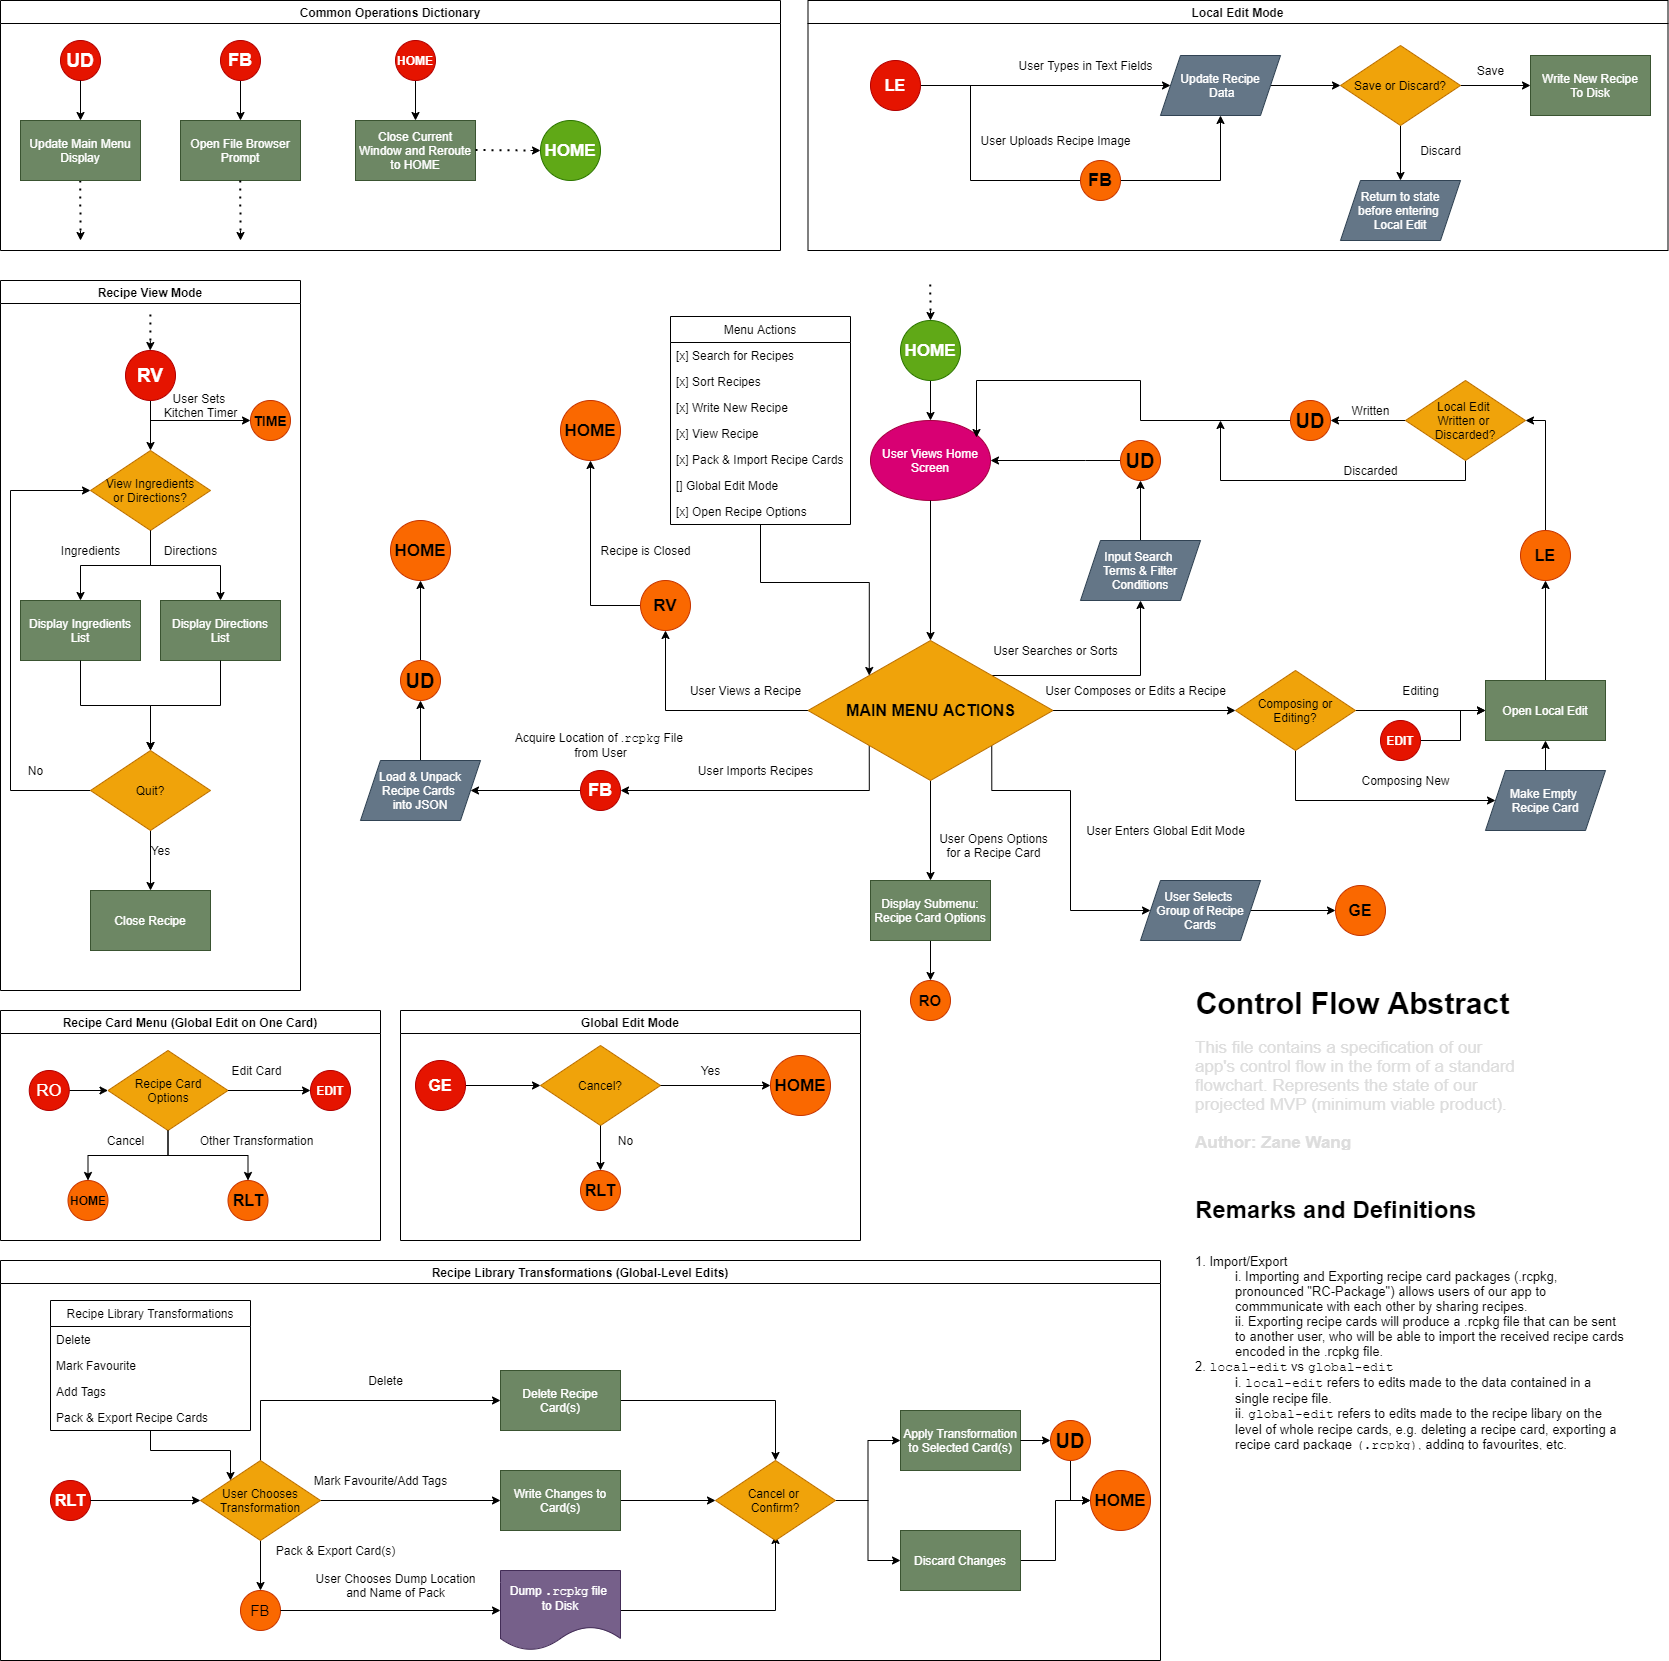 Common Operations Dictionary
UD
FB
HOME
Update Main Menu
Display
Open File Browser
Prompt
Close Current
Window and Reroute
to HOME
HOME
Local Edit Mode
LE
User Types in Text Fields
User Uploads Recipe Image
FB
Update Recipe
Data
Save or Discard?
Save
Write New Recipe
To Disk
Discard
Return to state
before entering
Local Edit
Recipe View Mode
RV
User Sets
Kitchen Timer
TIME
View Ingredients
or Directions?
Ingredients
Directions
Display Ingredients
List
Display Directions
List
No
Quit?
Yes
Close Recipe
Menu Actions
[x] Search for Recipes
[x] Sort Recipes
[x] Write New Recipe
[x] View Recipe
[x] Pack & Import Recipe Cards
[] Global Edit Mode
[x] Open Recipe Options
HOME
User Views Home
Screen
HOME
Recipe is Closed
RV
User Views a Recipe
HOME
UD
Load & Unpack
Recipe Cards
into JSON
Acquire Location of .rcpkg File
from User
FB
User Imports Recipes
MAIN MENU ACTIONS
UD
Input Search
Terms & Filter
Conditions
User Searches or Sorts
UD
Written
Local Edit
Written or
Discarded?
Discarded
LE
User Composes or Edits a Recipe
Composing or
Editing?
Editing
EDIT
Open Local Edit
Composing New
Make Empty
Recipe Card
User Opens Options
for a Recipe Card
Display Submenu:
Recipe Card Options
RO
User Enters Global Edit Mode
User Selects
Group of Recipe
Cards
GE
Recipe Card Menu (Global Edit on One Card)
RO
Recipe Card
Options
Edit Card
EDIT
Cancel
Other Transformation
HOME
RLT
Global Edit Mode
GE
Cancel?
Yes
HOME
No
RLT
Control Flow Abstract
This file contains a specification of our
app's control flow in the form of a standard
flowchart. Represents the state of our
projected MVP (minimum viable product).
Author: Zane Wang
Remarks and Definitions
1. Import/Export
i. Importing and Exporting recipe card packages (.rcpkg,
pronounced "RC-Package") allows users of our app to
commmunicate with each other by sharing recipes.
ii. Exporting recipe cards will produce a .rcpkg file that can be sent
to another user, who will be able to import the received recipe cards
encoded in the .rcpkg file.
2. local-edit vs global-edit
i. local-edit refers to edits made to the data contained in a
single recipe file.
ii. global-edit refers to edits made to the recipe libary on the
level of whole recipe cards, e.g. deleting a recipe card, exporting a
recipe card package (.rcpkg), adding to favourites, etc.
Recipe Library Transformations (Global-Level Edits)
Recipe Library Transformations
Delete
Mark Favourite
Add Tags
Pack & Export Recipe Cards
RLT
User Chooses
Transformation
Delete
Delete Recipe
Card(s)
Mark Favourite/Add Tags
Write Changes to
Card(s)
Pack & Export Card(s)
FB
User Chooses Dump Location
and Name of Pack
Dump .rcpkg file
to Disk
Cancel or
Confirm?
Apply Transformation
to Selected Card(s)
UD
HOME
Discard Changes